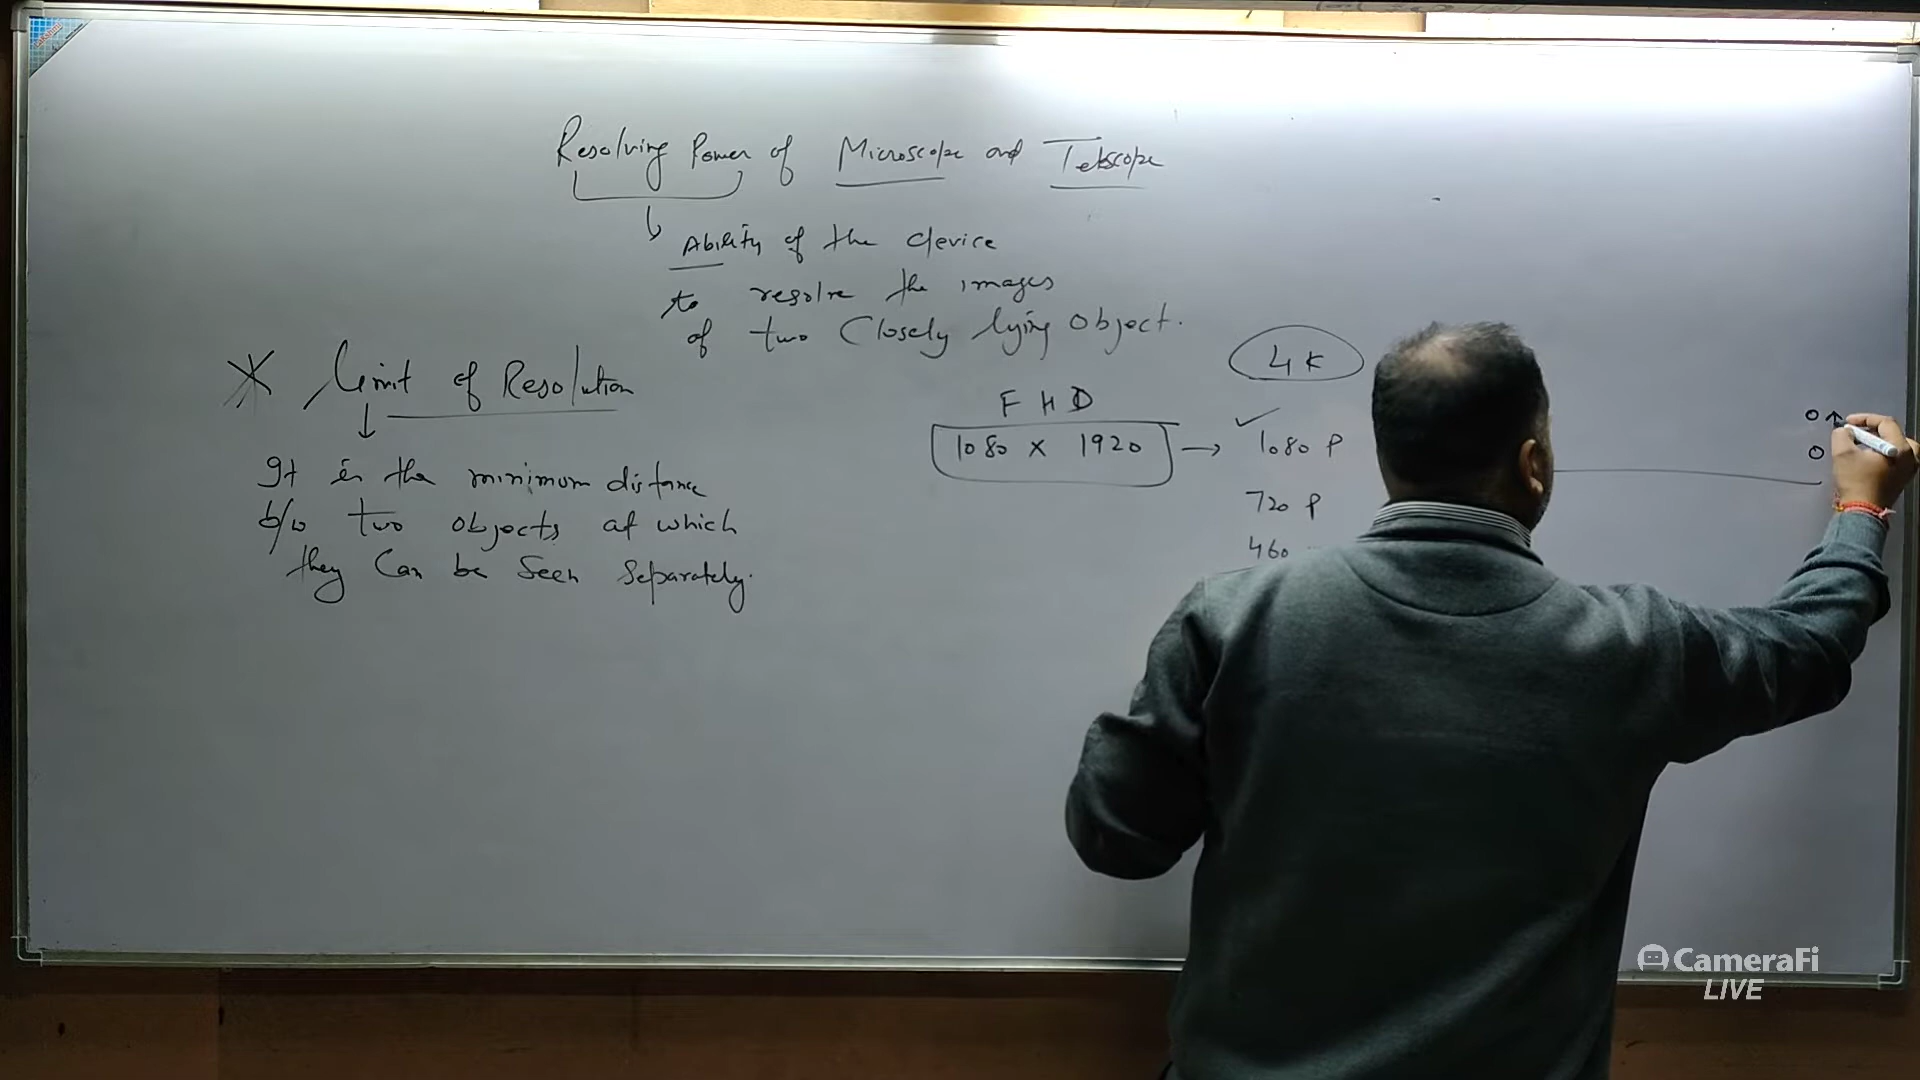 Resolving Power of Microscope and Telescope
Ability of the device
to resolve the images
of two Closely lying object.
Limit of Resolution
It is the minimum distance
b/w two objects at which
they Can be Seen Separately.
4K
FHD
1080 x 1920 → 1080 P
720 P
460
CameraFi
LIVE